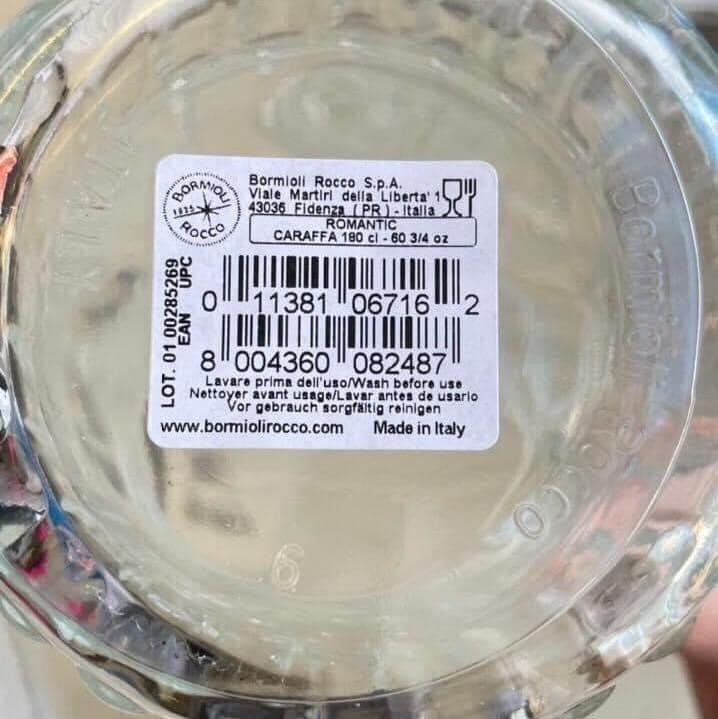 BORMIOLI
1825
ROCCO
Bormioli Rocco S.p.A.
Viale Martiri della Liberta' 1
43036 Fidenza (PR) - Italia
ROMANTIC
CARAFFA 180 cl - 60 3/4 oz
LOT. 01 00285269
EAN UPC
0 11381 06716 2
8 004360 082487
Lavare prima dell'uso/Wash before use
Nettoyer avant usage/Lavar antes de usario
Vor gebrauch sorgfältig reinigen
www.bormiolirocco.com Made in Italy
Bormioli Rocco
6